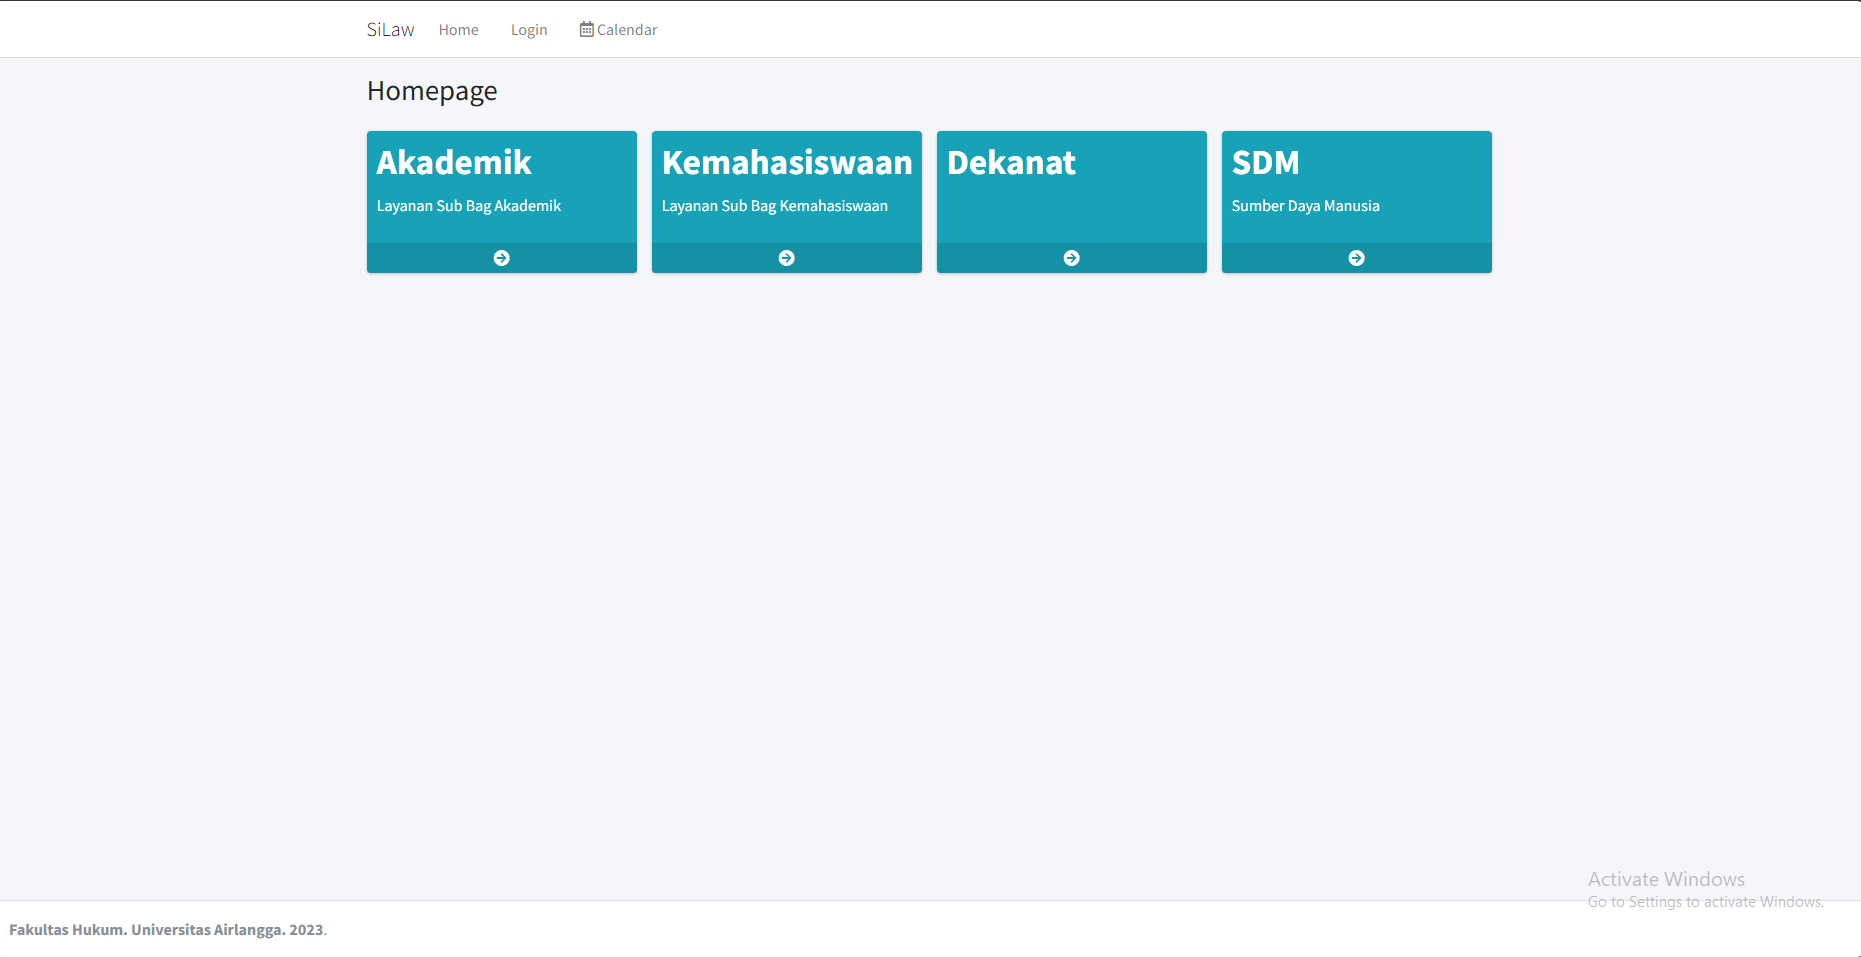 SiLaw Home Login Calendar
Homepage
Akademik
Layanan Sub Bag Akademik
Kemahasiswaan
Layanan Sub Bag Kemahasiswaan
Dekanat
SDM
Sumber Daya Manusia
Activate Windows
Go to Settings to activate Windows.
Fakultas Hukum. Universitas Airlangga. 2023.